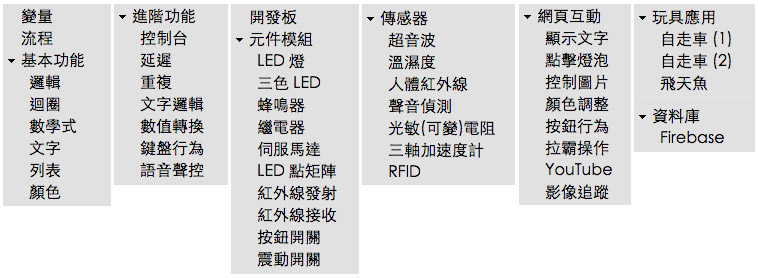 變量
流程
基本功能
邏輯
迴圈
數學式
文字
列表
顏色
進階功能
控制台
延遲
重複
文字邏輯
數值轉換
鍵盤行為
語音聲控
開發板
元件模組
LED 燈
三色 LED
蜂鳴器
繼電器
伺服馬達
LED 點矩陣
紅外線發射
紅外線接收
按鈕開關
震動開關
傳感器
超音波
溫濕度
人體紅外線
聲音偵測
光敏(可變)電阻
三軸加速度計
RFID
網頁互動
顯示文字
點擊燈泡
控制圖片
顏色調整
按鈕行為
拉霸操作
YouTube
影像追蹤
玩具應用
自走車 (1)
自走車 (2)
飛天魚
資料庫
Firebase